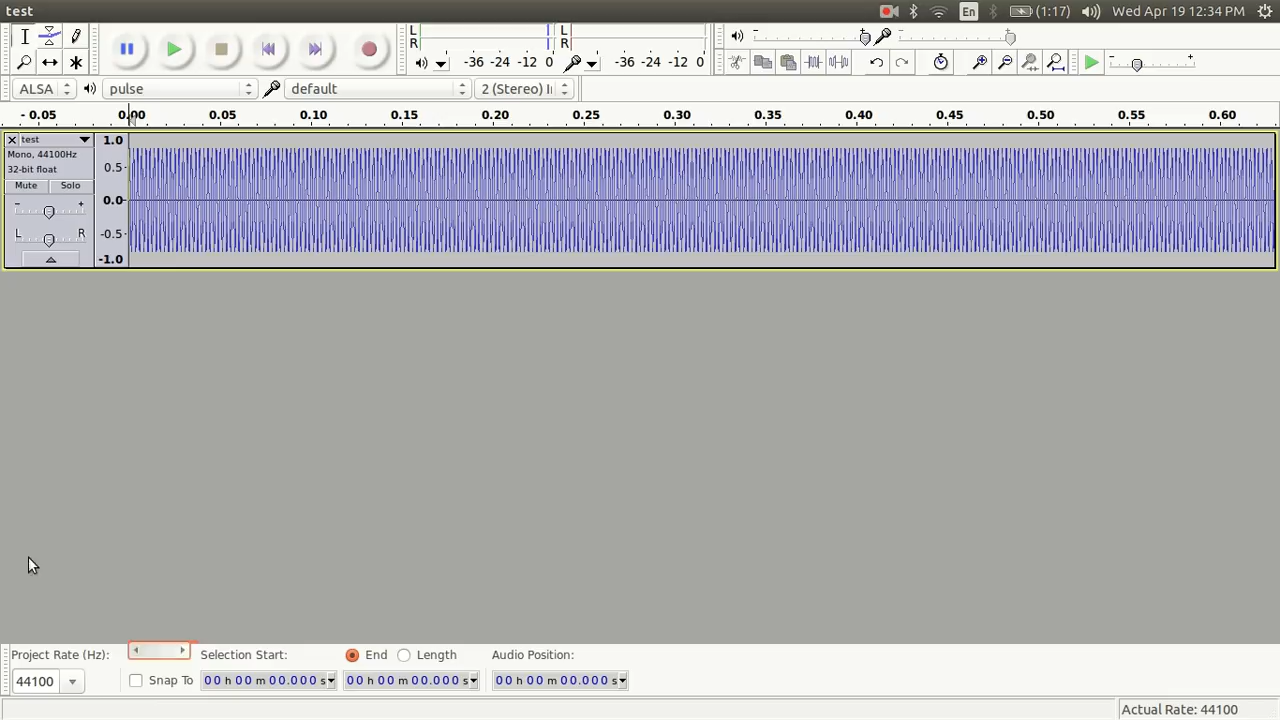 test
En
(1:17)
Wed Apr 19 12:34 PM
L
R
-36 -24 -12 0
L
R
-36 -24 -12 0
- +
- +
- +
ALSA
pulse
default
2 (Stereo) I
- 0.05 0.00 0.05 0.10 0.15 0.20 0.25 0.30 0.35 0.40 0.45 0.50 0.55 0.60
test
Mono, 44100Hz
32-bit float
Mute Solo
- +
L R
1.0
0.5-
0.0-
-0.5-
-1.0
Project Rate (Hz):
44100
Selection Start:
End
Length
Audio Position:
Snap To
00 h 00 m 00.000 s
00 h 00 m 00.000 s
00 h 00 m 00.000 s
Actual Rate: 44100